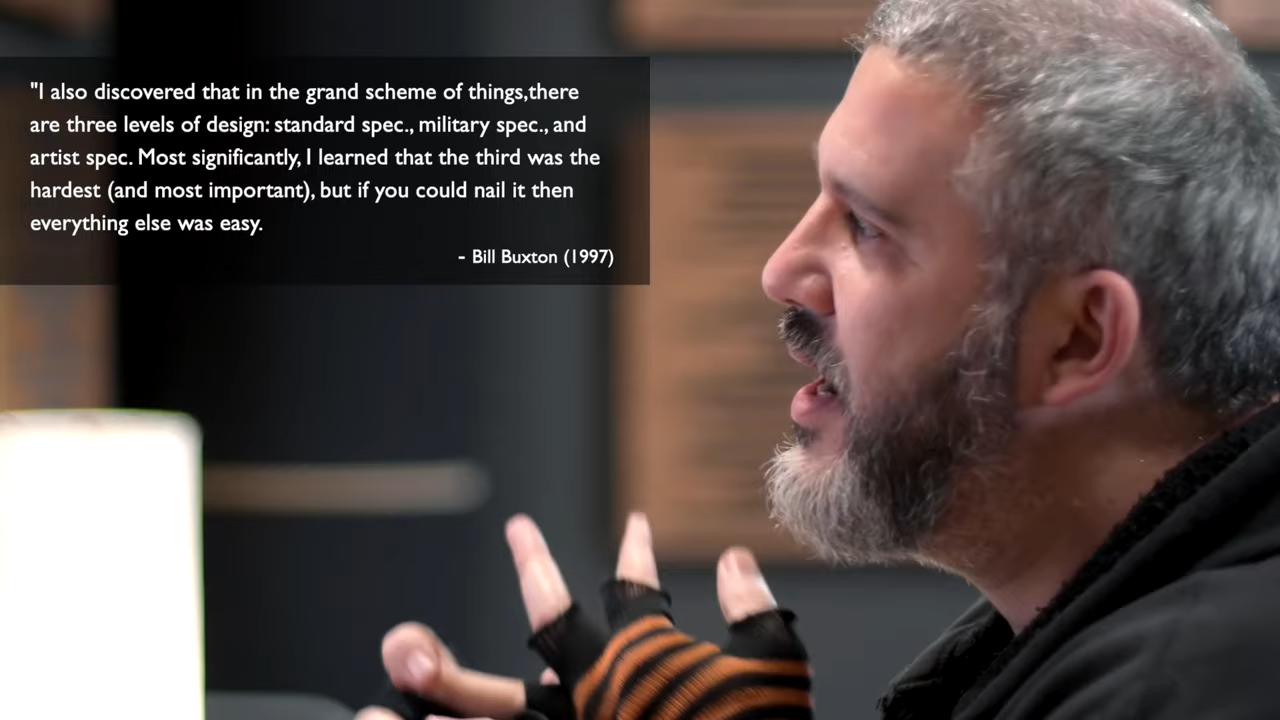 "I also discovered that in the grand scheme of things,there
are three levels of design: standard spec., military spec., and
artist spec. Most significantly, I learned that the third was the
hardest (and most important), but if you could nail it then
everything else was easy.
- Bill Buxton (1997)